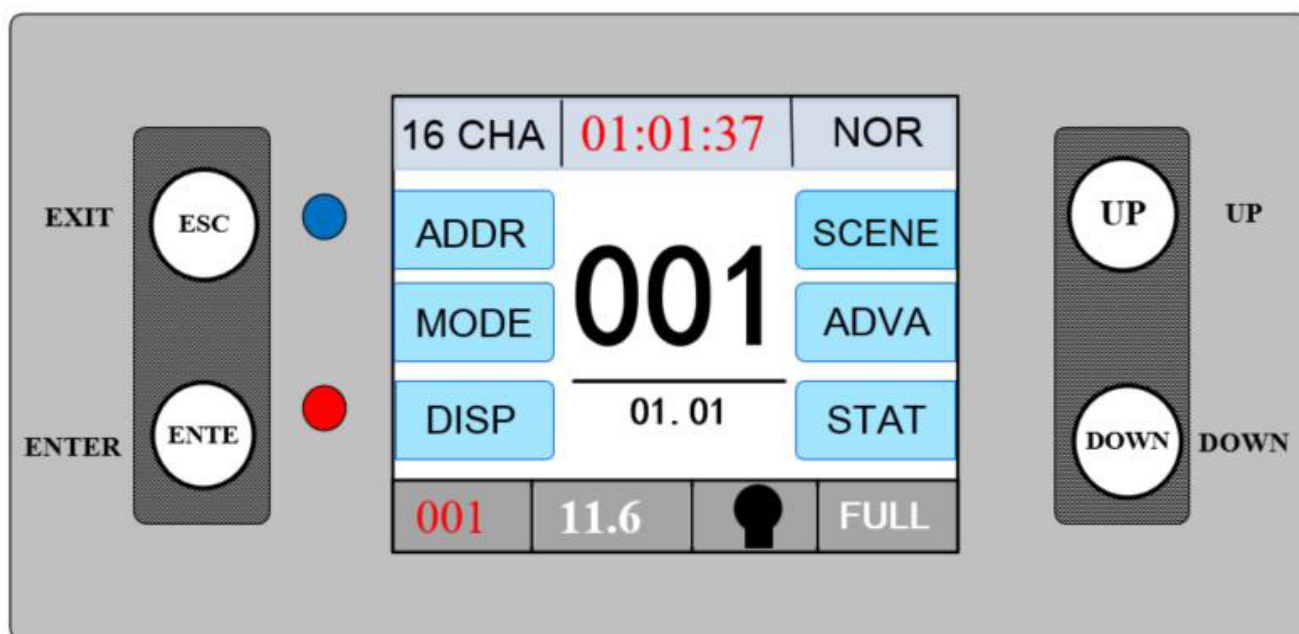 16 CHA 01:01:37 NOR
EXIT ESC ADDR SCENE UP UP
001
MODE ADVA
DISP 01. 01 STAT
ENTER ENTE DOWN DOWN
001 11.6 FULL